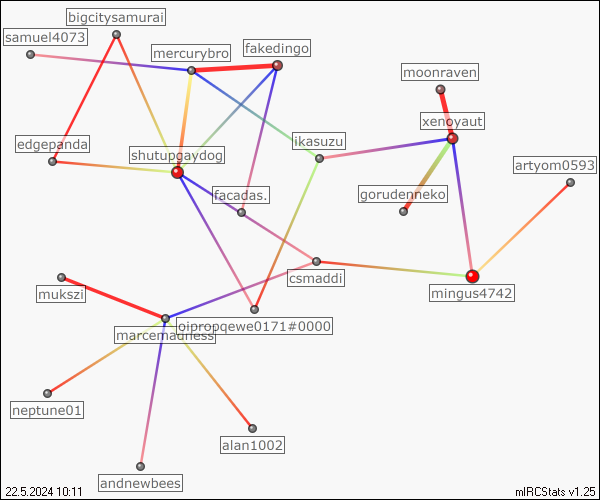 bigcitysamurai
samuel4073
mercurybro
fakedingo
moonraven
xenoyaut
edgepanda
ikasuzu
shutupgaydog
artyom0593
facadas.
gorudenneko
csmaddi
mukszi
mingus4742
oipropqewe0171#0000
marcemadness
neptune01
alan1002
andnewbees
22.5.2024 10:11
mIRCStats v1.25